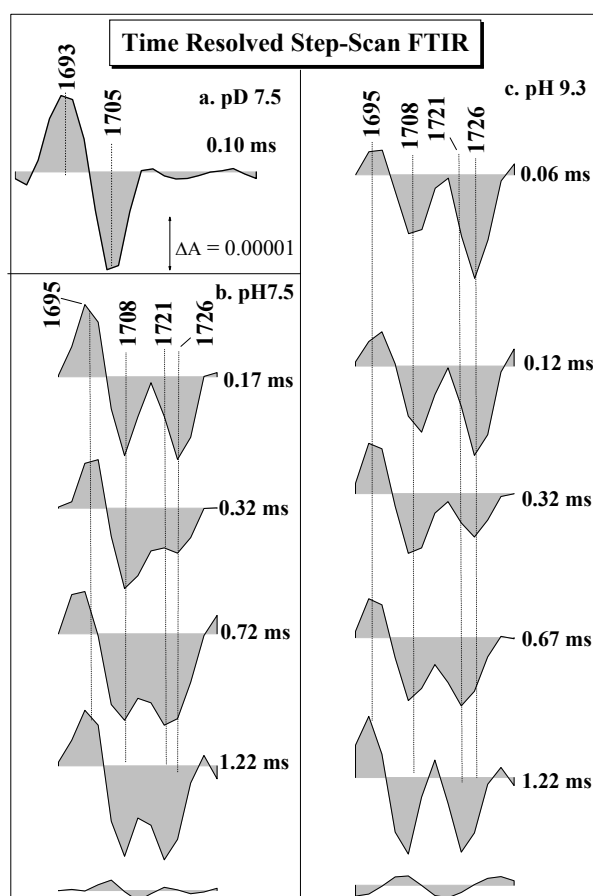 Time Resolved Step-Scan FTIR
a. pD 7.5
1693
1705
0.10 ms
ΔA = 0.00001
b. pH7.5
1695
1708
1721
1726
0.17 ms
0.32 ms
0.72 ms
1.22 ms
c. pH 9.3
1695
1708
1721
1726
0.06 ms
0.12 ms
0.32 ms
0.67 ms
1.22 ms